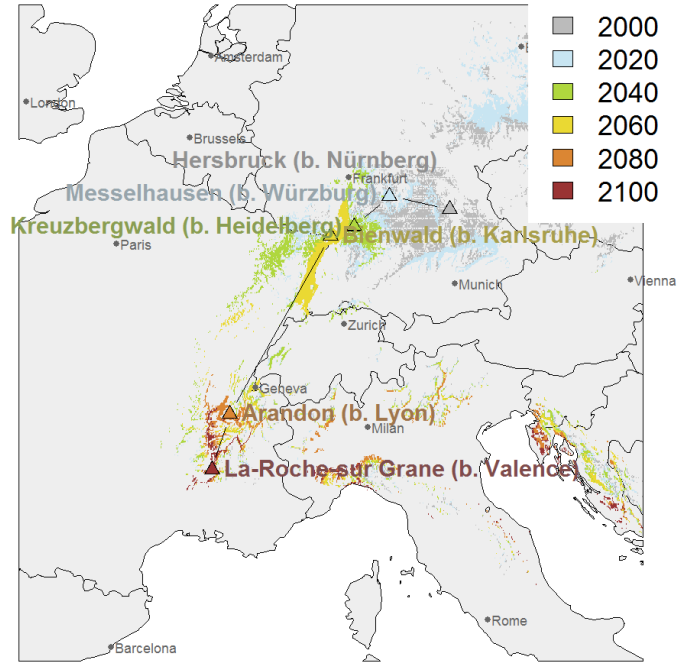 2000
2020
2040
2060
2080
2100
Amsterdam
London
Brussels
Hersbruck (b. Nürnberg)
Frankfurt
Messelhausen (b. Würzburg)
Kreuzbergwald (b. Heidelberg)
Bienwald (b. Karlsruhe)
Paris
Munich
Vienna
Zurich
Geneva
Arandon (b. Lyon)
Milan
La-Roche-sur Grane (b. Valence)
Rome
Barcelona